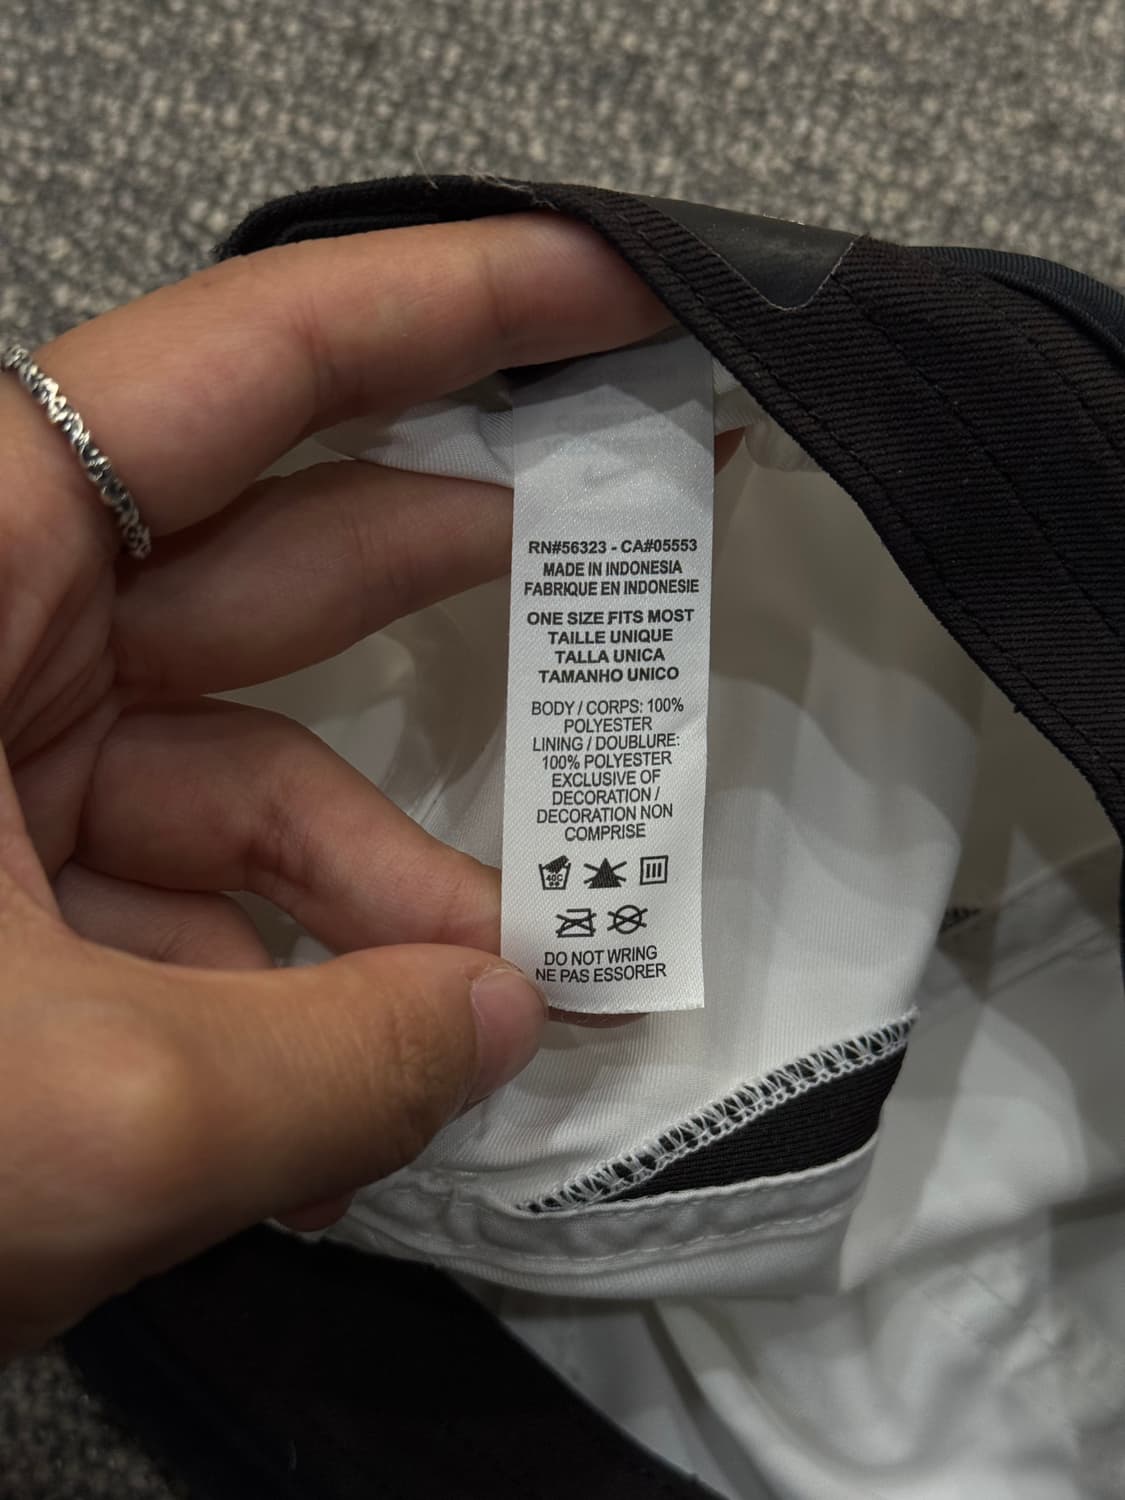 RN#56323 - CA#05553
MADE IN INDONESIA
FABRIQUE EN INDONESIE
ONE SIZE FITS MOST
TAILLE UNIQUE
TALLA UNICA
TAMANHO UNICO
BODY / CORPS: 100%
POLYESTER
LINING / DOUBLURE:
100% POLYESTER
EXCLUSIVE OF
DECORATION /
DECORATION NON
COMPRISE
40C
DO NOT WRING
NE PAS ESSORER